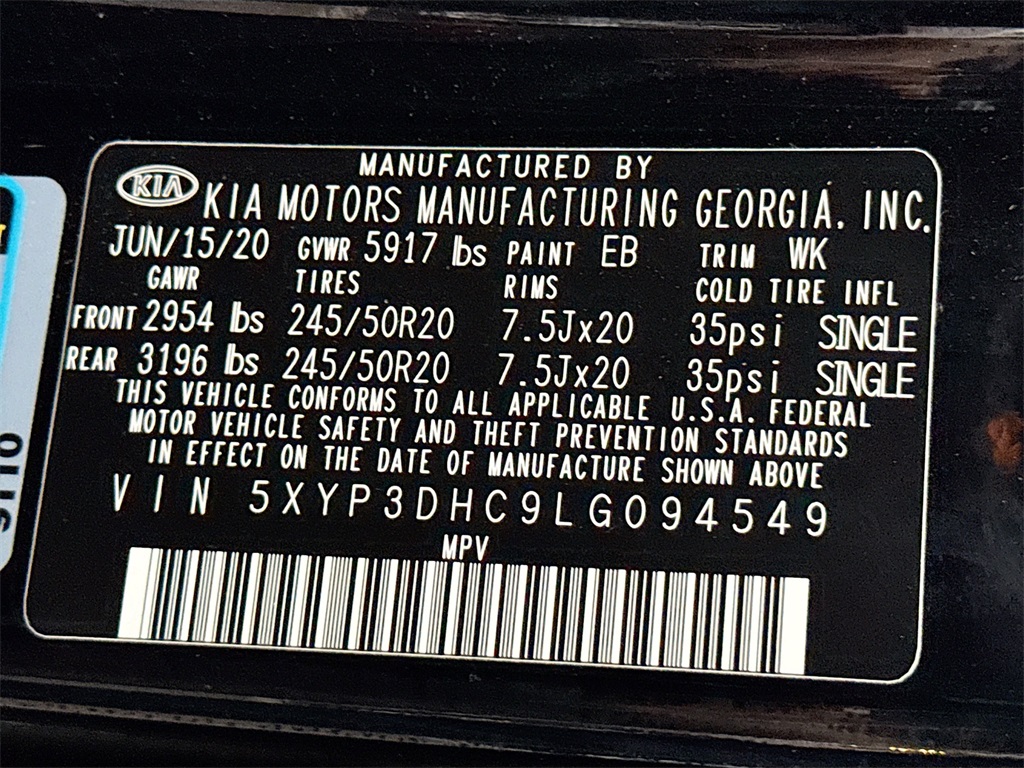 MANUFACTURED BY
KIA KIA MOTORS MANUFACTURING GEORGIA, INC.
JUN/15/20 GVWR 5917 lbs PAINT EB TRIM WK
GAWR TIRES RIMS COLD TIRE INFL
FRONT 2954 lbs 245/50R20 7.5Jx20 35psi SINGLE
REAR 3196 lbs 245/50R20 7.5Jx20 35psi SINGLE
THIS VEHICLE CONFORMS TO ALL APPLICABLE U.S.A. FEDERAL
MOTOR VEHICLE SAFETY AND THEFT PREVENTION STANDARDS
IN EFFECT ON THE DATE OF MANUFACTURE SHOWN ABOVE
VIN 5XYP3DHC9LG094549
MPV